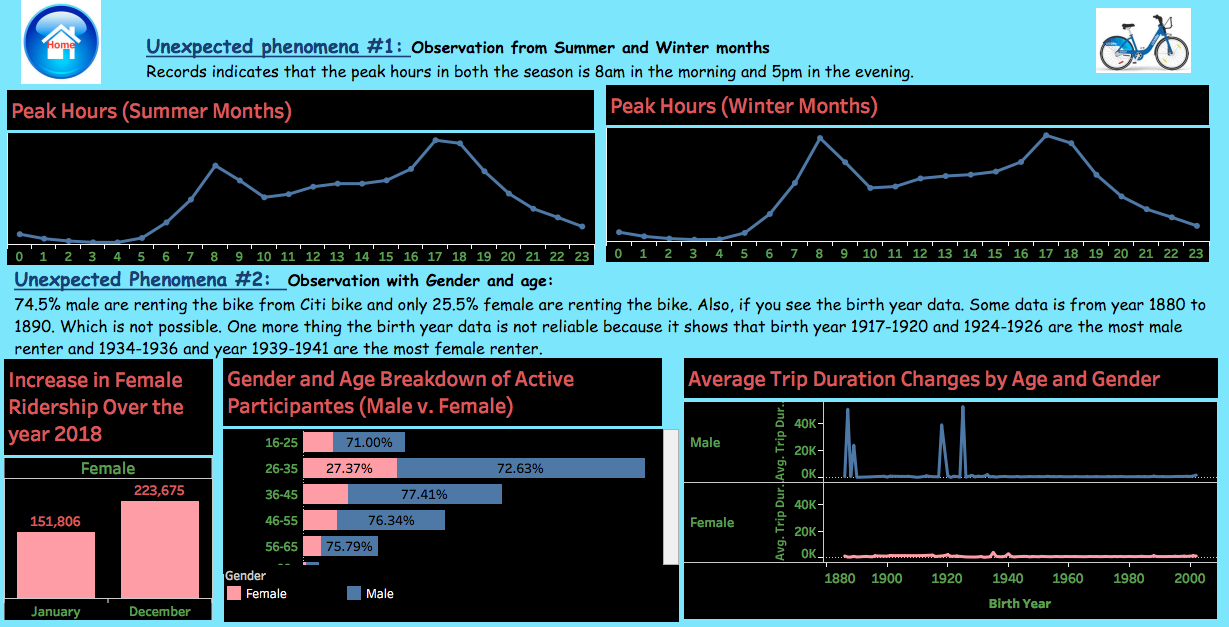 Home
Unexpected phenomena #1: Observation from Summer and Winter months
Records indicates that the peak hours in both the season is 8am in the morning and 5pm in the evening.
Peak Hours (Summer Months)
0 1 2 3 4 5 6 7 8 9 10 11 12 13 14 15 16 17 18 19 20 21 22 23
Peak Hours (Winter Months)
0 1 2 3 4 5 6 7 8 9 10 11 12 13 14 15 16 17 18 19 20 21 22 23
Unexpected Phenomena #2: Observation with Gender and age:
74.5% male are renting the bike from Citi bike and only 25.5% female are renting the bike. Also, if you see the birth year data. Some data is from year 1880 to
1890. Which is not possible. One more thing the birth year data is not reliable because it shows that birth year 1917-1920 and 1924-1926 are the most male
renter and 1934-1936 and year 1939-1941 are the most female renter.
Increase in Female
Ridership Over the
year 2018
Female
223,675
151,806
January December
Gender and Age Breakdown of Active
Participantes (Male v. Female)
16-25 71.00%
26-35 27.37% 72.63%
36-45 77.41%
46-55 76.34%
56-65 75.79%
Gender
Female Male
Average Trip Duration Changes by Age and Gender
Male
Avg. Trip Dur..
40K
20K
0K
Female
Avg. Trip Dur..
40K
20K
0K
1880 1900 1920 1940 1960 1980 2000
Birth Year